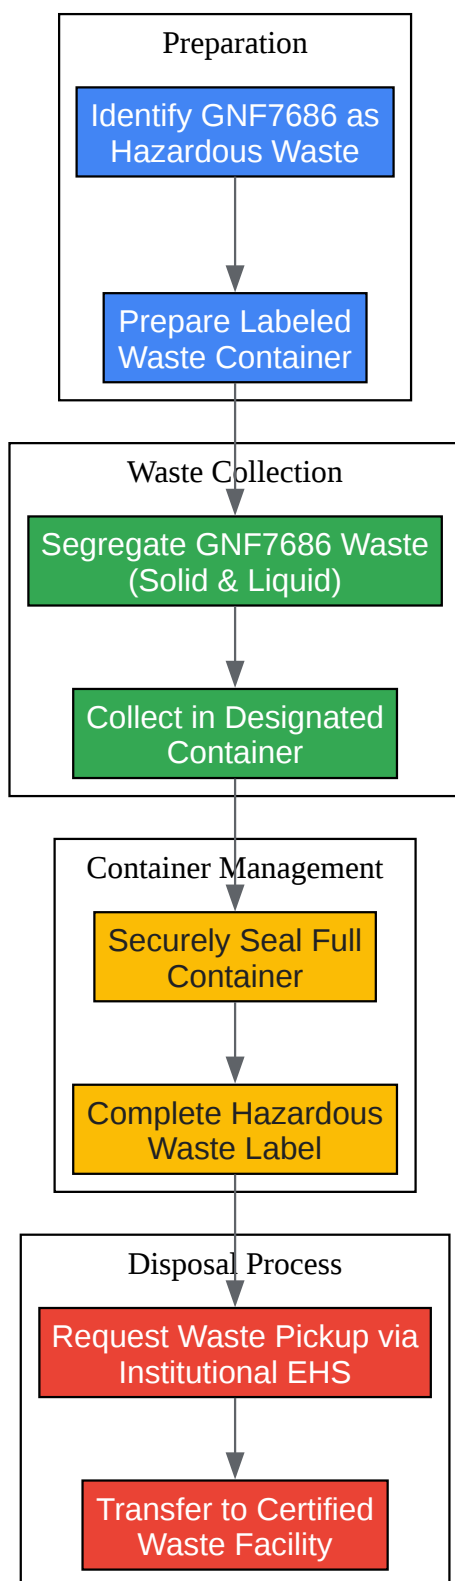 Preparation
Identify GNF7686 as
Hazardous Waste
Prepare Labeled
Waste Container
Waste Collection
Segregate GNF7686 Waste
(Solid & Liquid)
Collect in Designated
Container
Container Management
Securely Seal Full
Container
Complete Hazardous
Waste Label
Disposal Process
Request Waste Pickup via
Institutional EHS
Transfer to Certified
Waste Facility